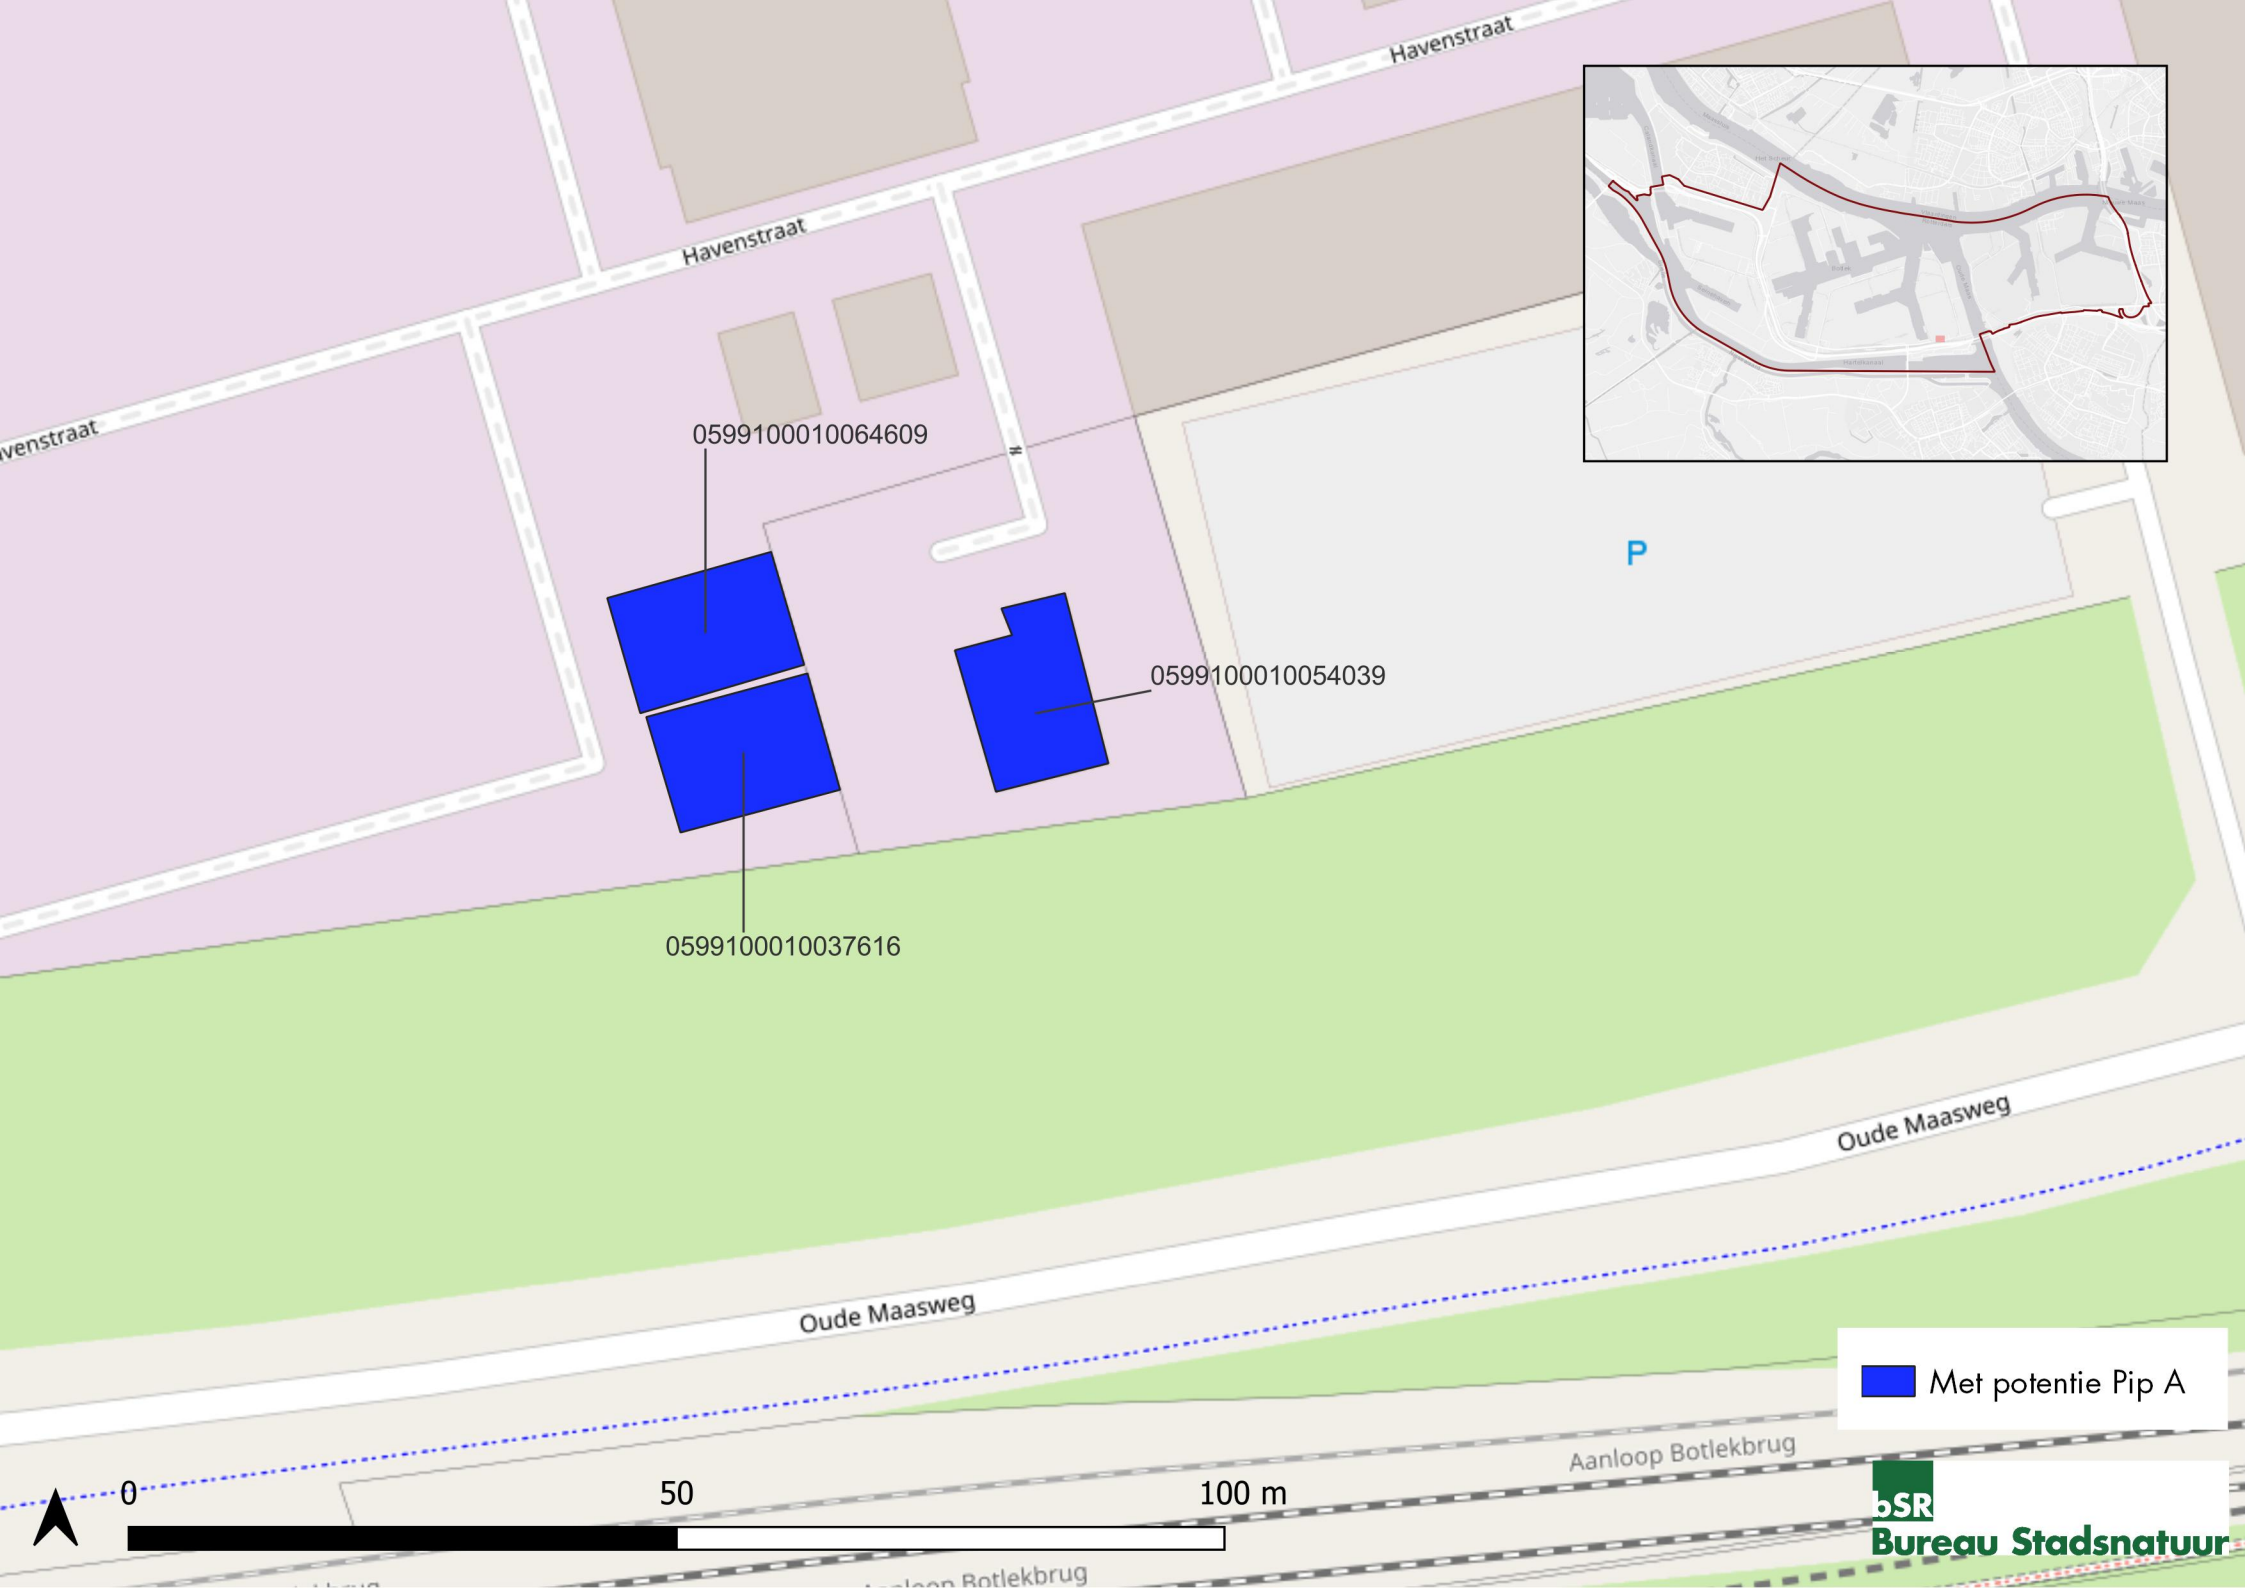 Havenstraat
Havenstraat
venstraat
0599100010064609
P
0599100010054039
0599100010037616
Oude Maasweg
Oude Maasweg
Met potentie Pip A
Aanloop Botlekbrug
0 50 100 m
bSR
Bureau Stadsnatuur
Botlekbrug